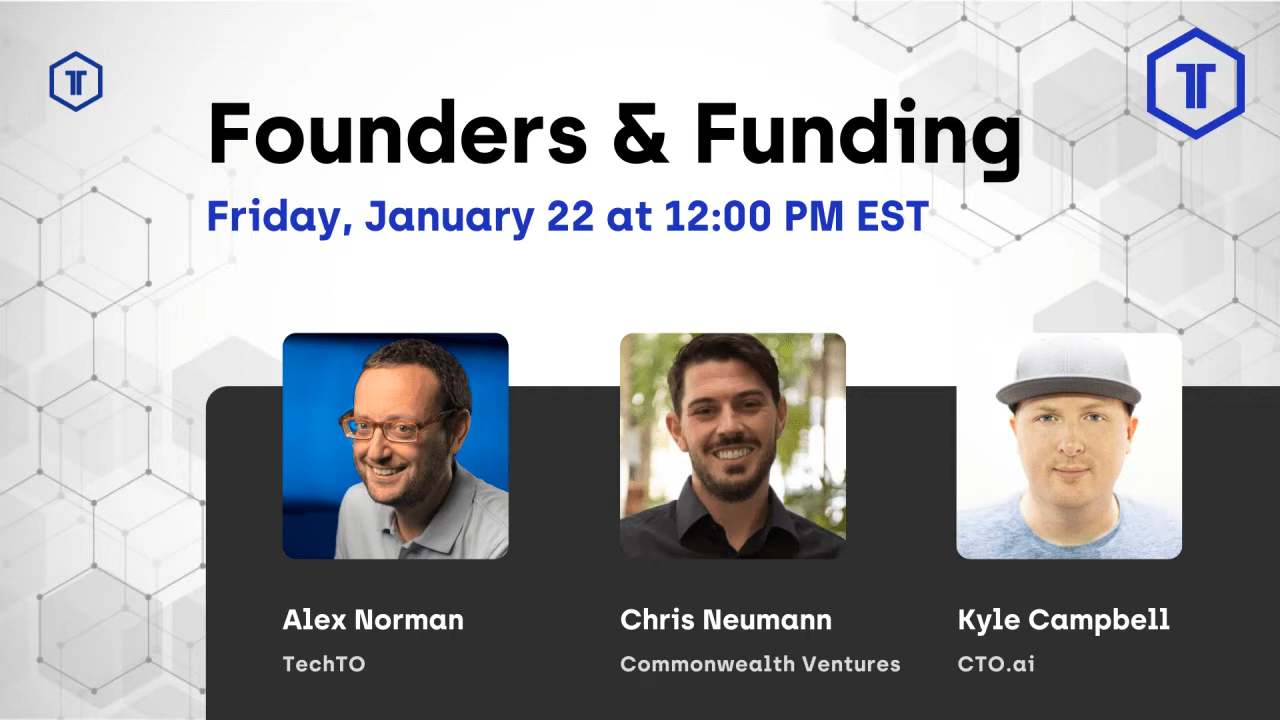 Founders & Funding
Friday, January 22 at 12:00 PM EST
Alex Norman
TechTO
Chris Neumann
Commonwealth Ventures
Kyle Campbell
CTO.ai